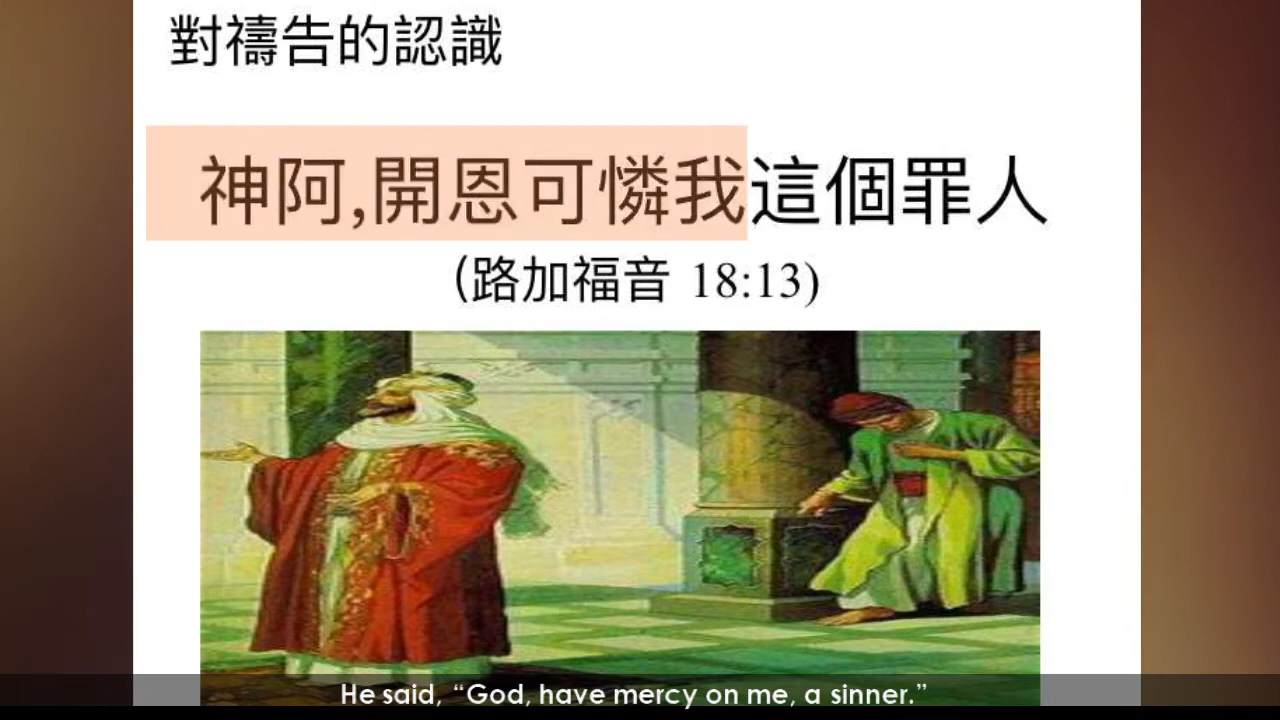 對禱告的認識
神阿,開恩可憐我這個罪人
(路加福音 18:13)
He said, “God, have mercy on me, a sinner.”